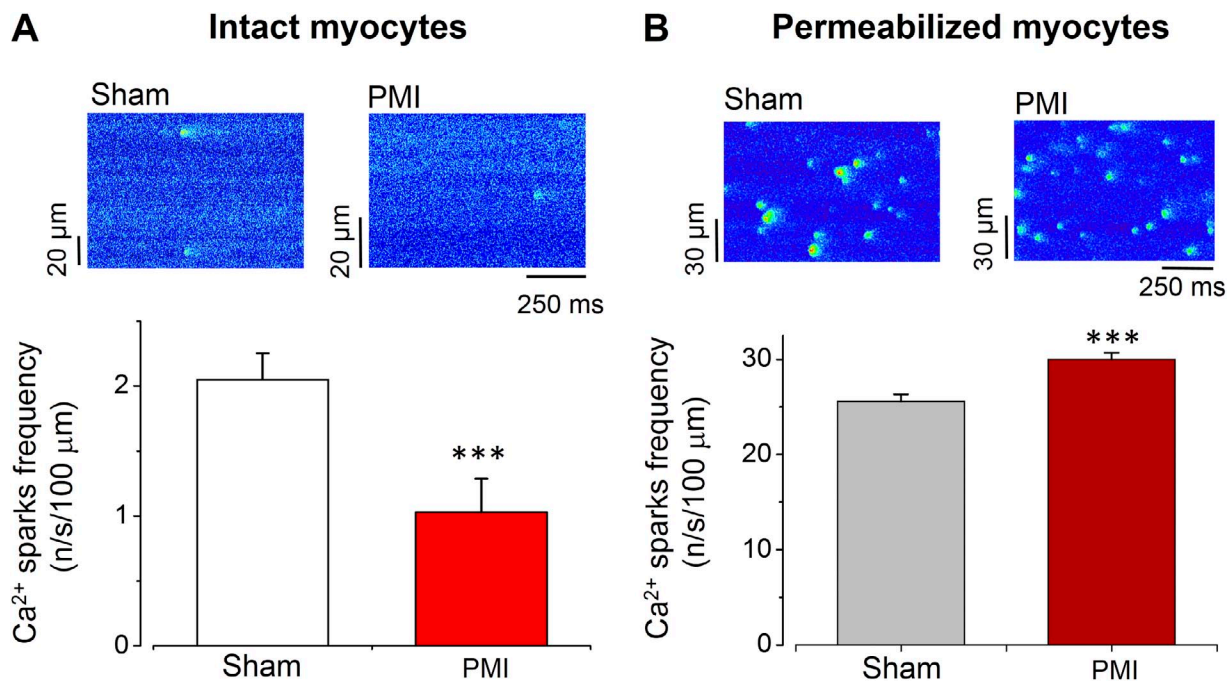 A Intact myocytes
Sham
PMI
20 µm
20 µm
250 ms
Ca²⁺ sparks frequency
(n/s/100 µm)
2
1
0
***
Sham
PMI
B Permeabilized myocytes
Sham
PMI
30 µm
30 µm
250 ms
Ca²⁺ sparks frequency
(n/s/100 µm)
30
20
10
0
***
Sham
PMI